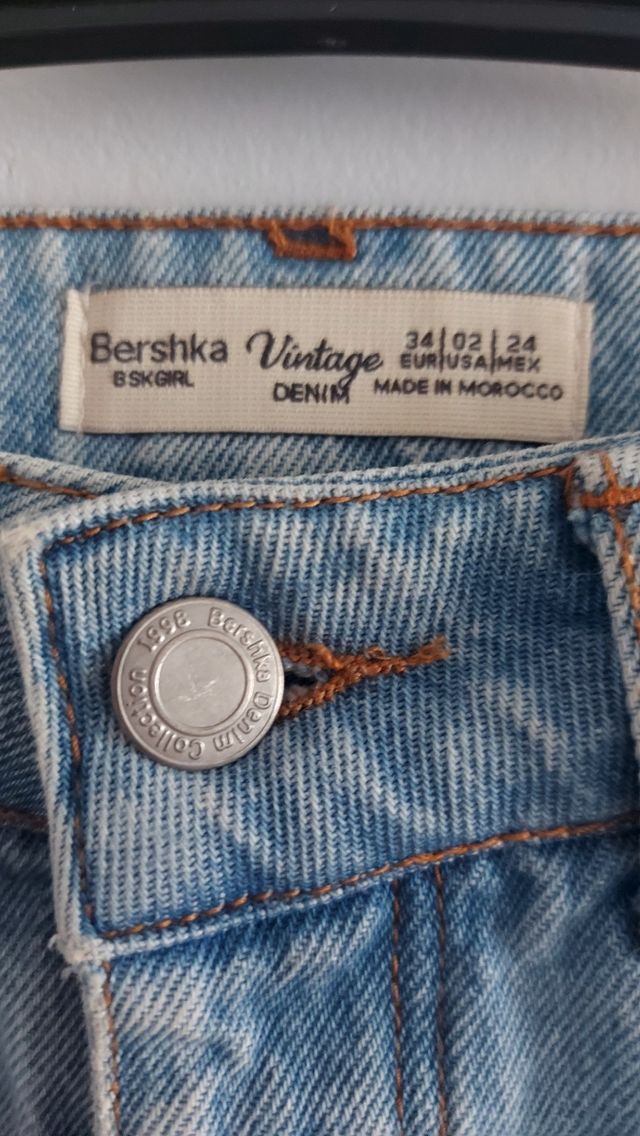 Bershka Vintage 34|02|24
BSKGIRL DENIM EUR|USA|MEX
MADE IN MOROCCO
1998 Bershka Denim Collection